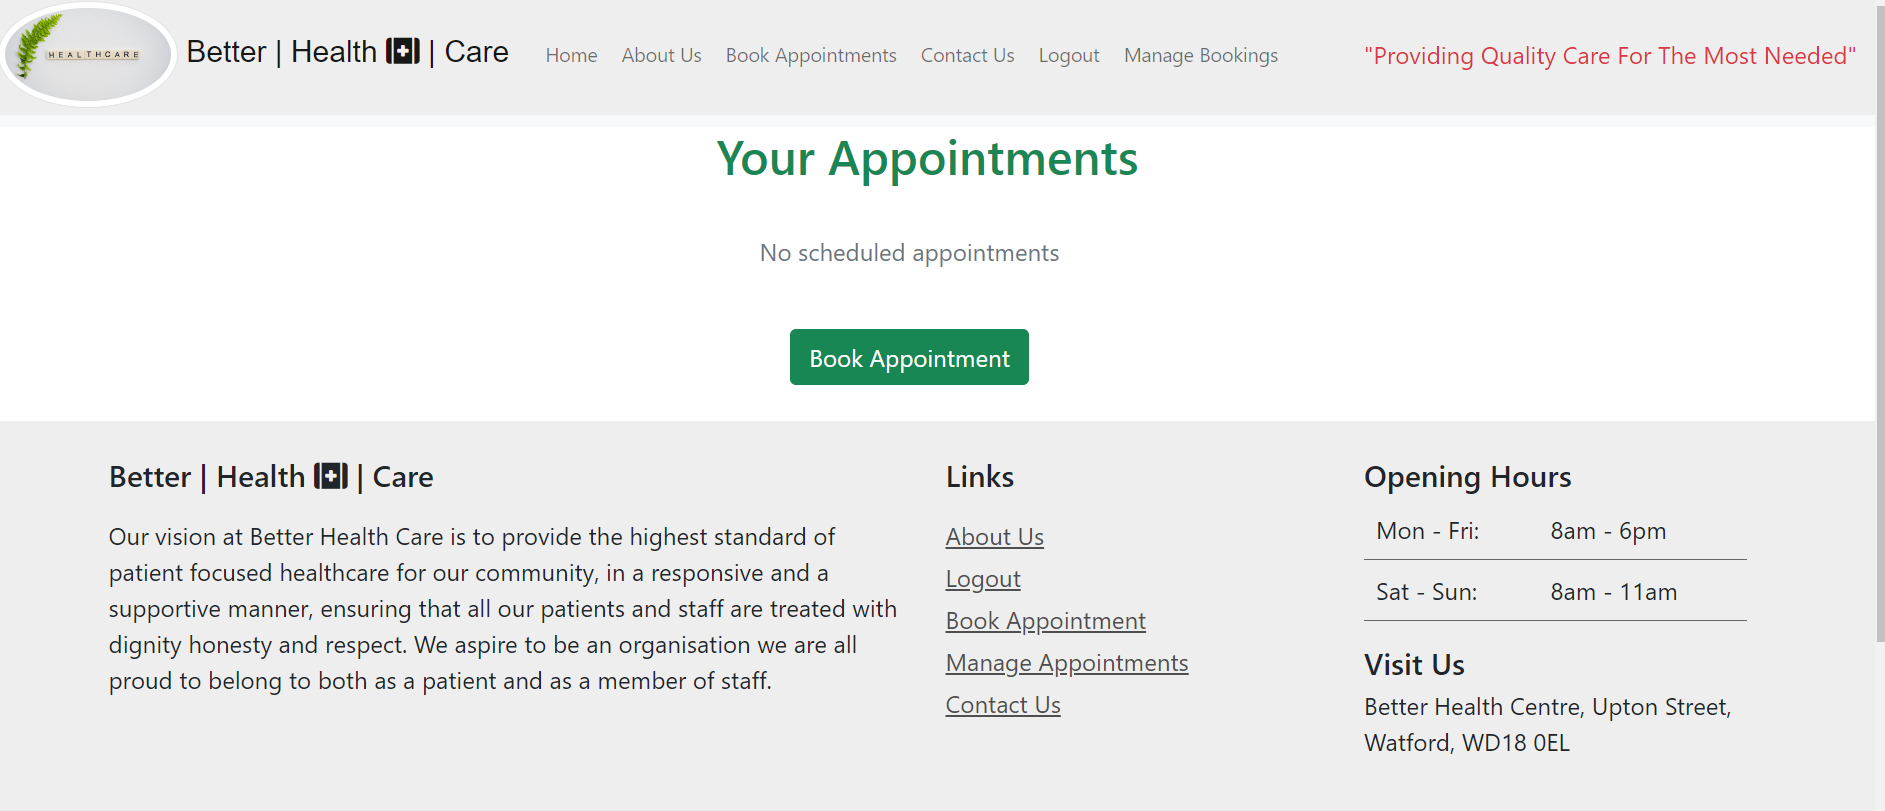 HEALTHCARE
Better | Health | Care
Home About Us Book Appointments Contact Us Logout Manage Bookings
"Providing Quality Care For The Most Needed"
Your Appointments
No scheduled appointments
Book Appointment
Better | Health | Care
Our vision at Better Health Care is to provide the highest standard of
patient focused healthcare for our community, in a responsive and a
supportive manner, ensuring that all our patients and staff are treated with
dignity honesty and respect. We aspire to be an organisation we are all
proud to belong to both as a patient and as a member of staff.
Links
About Us
Logout
Book Appointment
Manage Appointments
Contact Us
Opening Hours
Mon - Fri: 8am - 6pm
Sat - Sun: 8am - 11am
Visit Us
Better Health Centre, Upton Street,
Watford, WD18 0EL